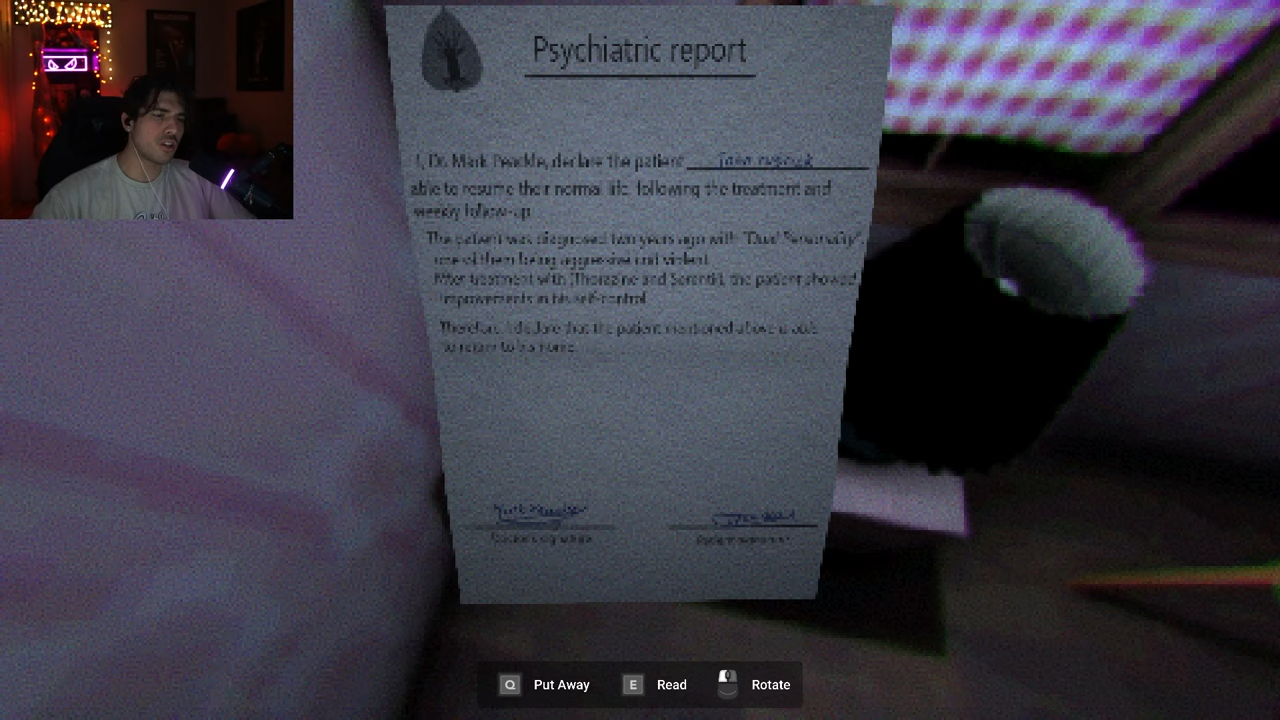 Psychiatric report
I, Dr. Mark Peackle, declare the patient
able to resume their normal life, following the treatment and
weekly follow-up
The patient was diagnosed two years ago with "Dual Personality",
one of them being aggressive and violent.
After treatment with (Thorazine and Serentil), the patient showed
improvements in his self-control
Therefore, I declare that the patient mentioned above is able
to return to his home.
Doctor's signature
Q Put Away E Read Rotate